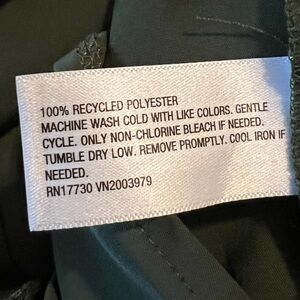 100% RECYCLED POLYESTER
MACHINE WASH COLD WITH LIKE COLORS. GENTLE
CYCLE. ONLY NON-CHLORINE BLEACH IF NEEDED.
TUMBLE DRY LOW. REMOVE PROMPTLY. COOL IRON IF
NEEDED.
RN17730 VN2003979